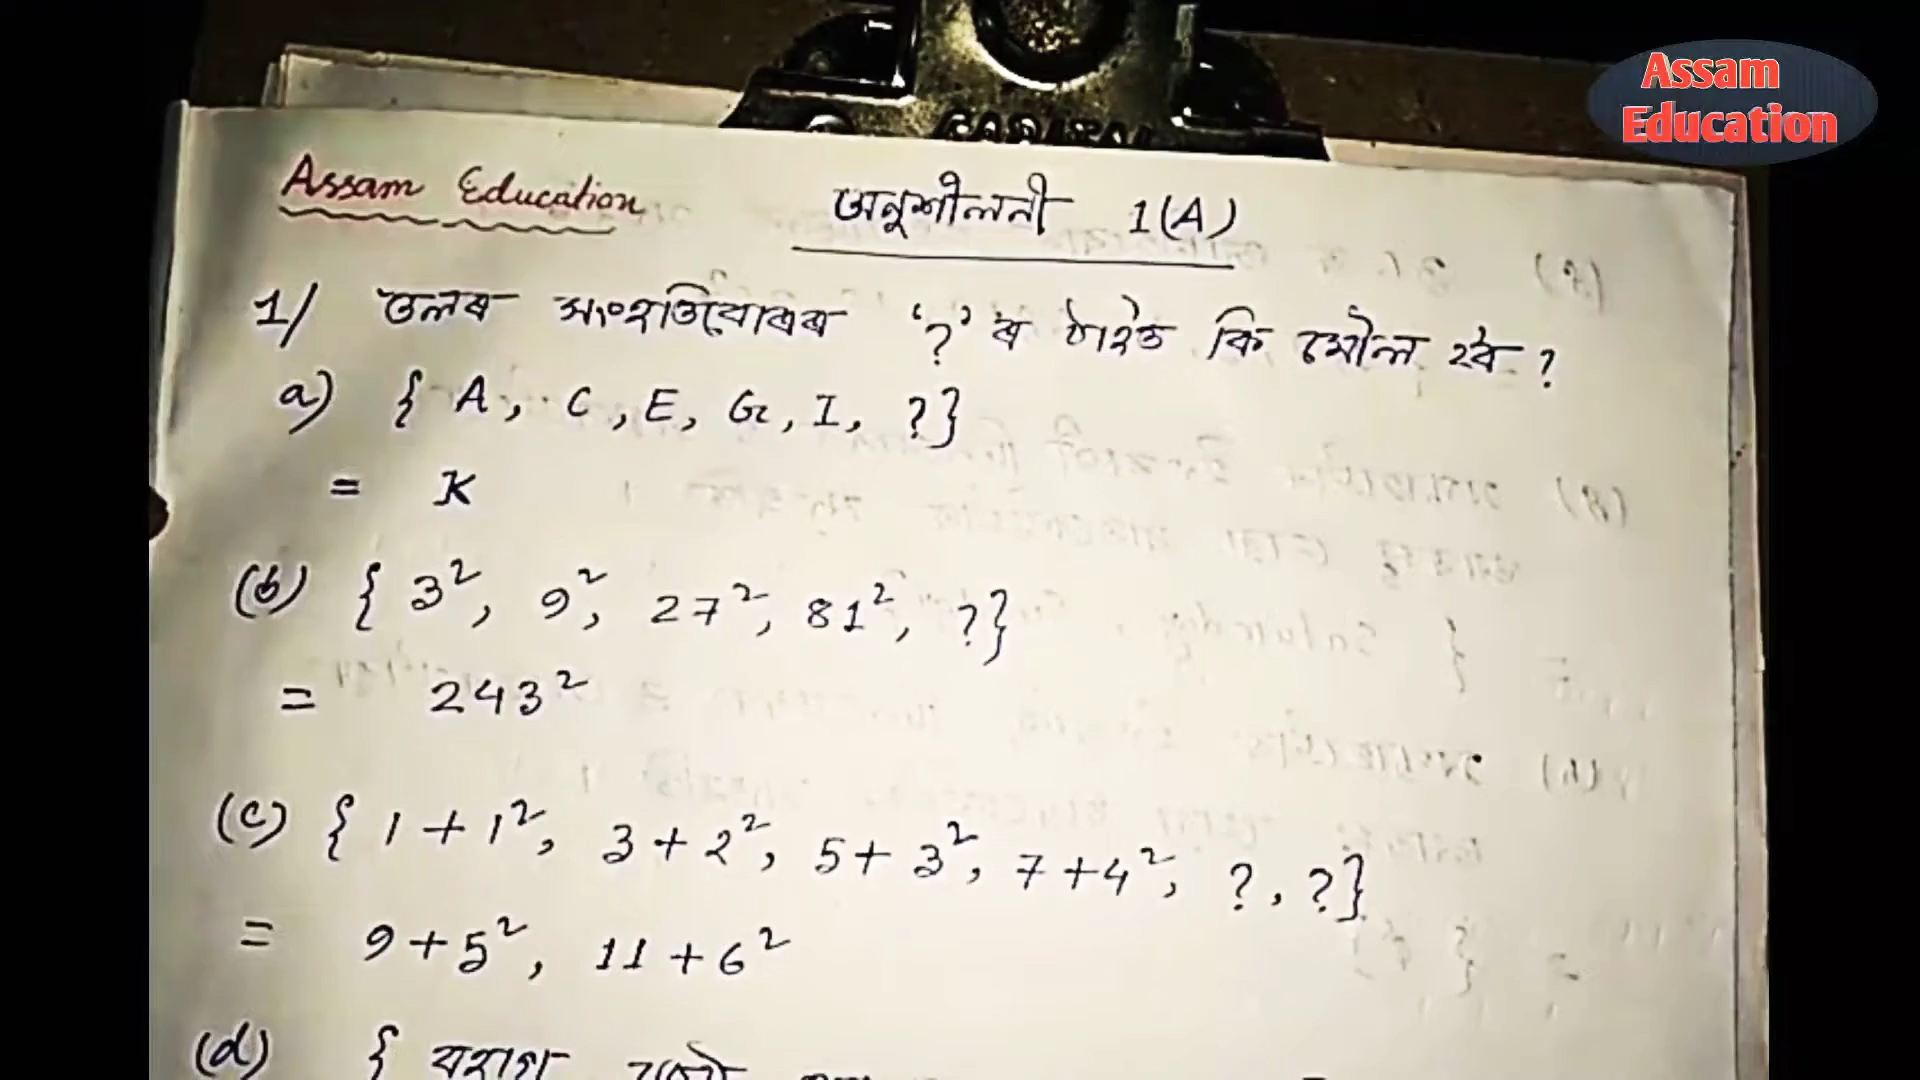 Assam
Education
Assam Education অনুশীলনী 1(A)
1/ তলৰ সংহতিবোৰৰ '?' ৰ ঠাইত কি মৌল হ'ব ?
a) { A, C, E, G, I, ?}
= K
(b) { 3², 9², 27², 81², ?}
= 243²
(c) { 1+1², 3+2², 5+3², 7+4², ?, ?}
= 9+5², 11+6²
(d) {